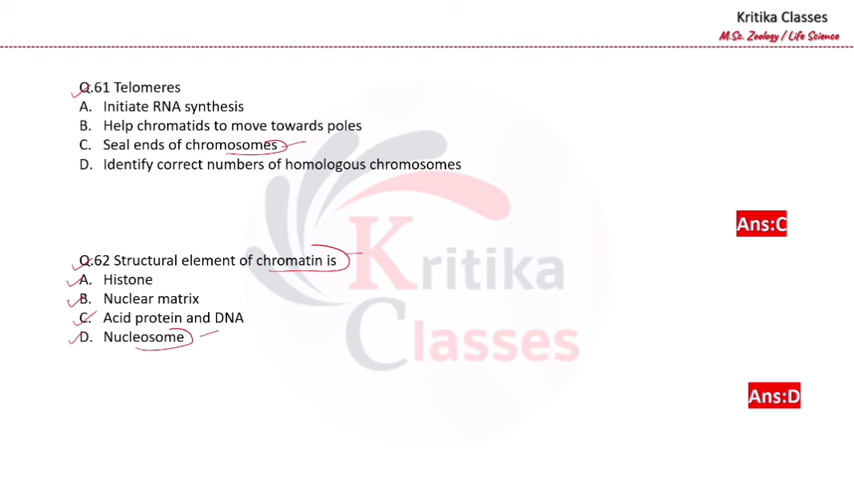 Kritika Classes
M.Sc. Zoology / Life Science
Q.61 Telomeres
A. Initiate RNA synthesis
B. Help chromatids to move towards poles
C. Seal ends of chromosomes
D. Identify correct numbers of homologous chromosomes
Ans:C
Q.62 Structural element of chromatin is
A. Histone
B. Nuclear matrix
C. Acid protein and DNA
D. Nucleosome
Kritika
Classes
Ans:D